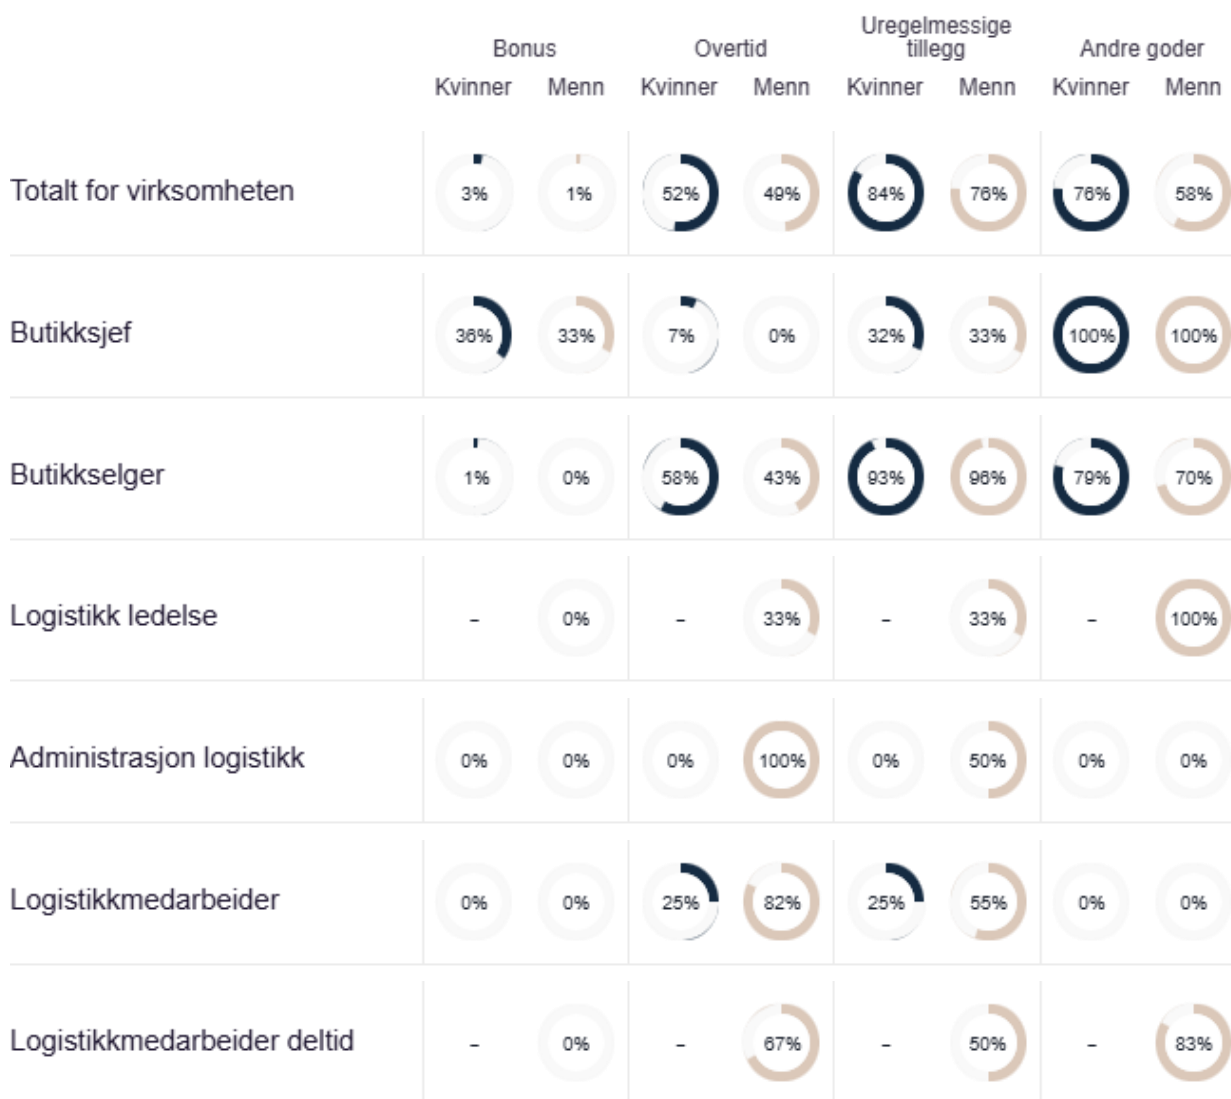 Bonus Overtid Uregelmessige tillegg Andre goder
Kvinner Menn Kvinner Menn Kvinner Menn Kvinner Menn
Totalt for virksomheten 3% 1% 52% 49% 84% 76% 76% 58%
Butikksjef 36% 33% 7% 0% 32% 33% 100% 100%
Butikkselger 1% 0% 58% 43% 93% 96% 79% 70%
Logistikk ledelse - 0% - 33% - 33% - 100%
Administrasjon logistikk 0% 0% 0% 100% 0% 50% 0% 0%
Logistikkmedarbeider 0% 0% 25% 82% 25% 55% 0% 0%
Logistikkmedarbeider deltid - 0% - 67% - 50% - 83%